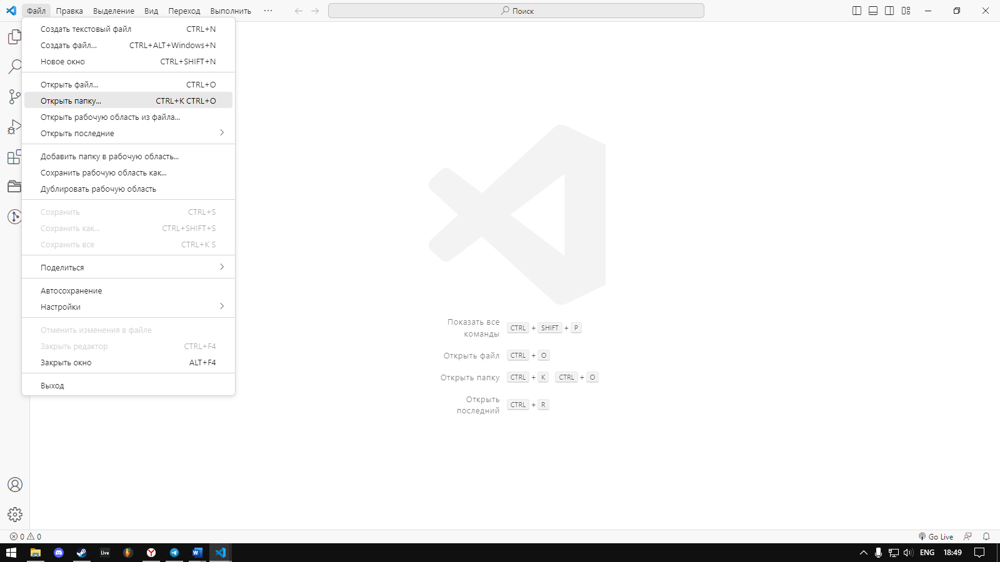 Файл Правка Выделение Вид Переход Выполнить ... Поиск
Создать текстовый файл CTRL+N
Создать файл... CTRL+ALT+Windows+N
Новое окно CTRL+SHIFT+N
Открыть файл... CTRL+O
Открыть папку... CTRL+K CTRL+O
Открыть рабочую область из файла...
Открыть последние
Добавить папку в рабочую область...
Сохранить рабочую область как...
Дублировать рабочую область
Сохранить CTRL+S
Сохранить как... CTRL+SHIFT+S
Сохранить все CTRL+K S
Поделиться
Автосохранение
Настройки
Отменить изменения в файле
Закрыть редактор CTRL+F4
Закрыть окно ALT+F4
Выход
Показать все
команды CTRL + SHIFT + P
Открыть файл CTRL + O
Открыть папку CTRL + K CTRL + O
Открыть
последний CTRL + R
0 0 Go Live
Live W ENG 18:49